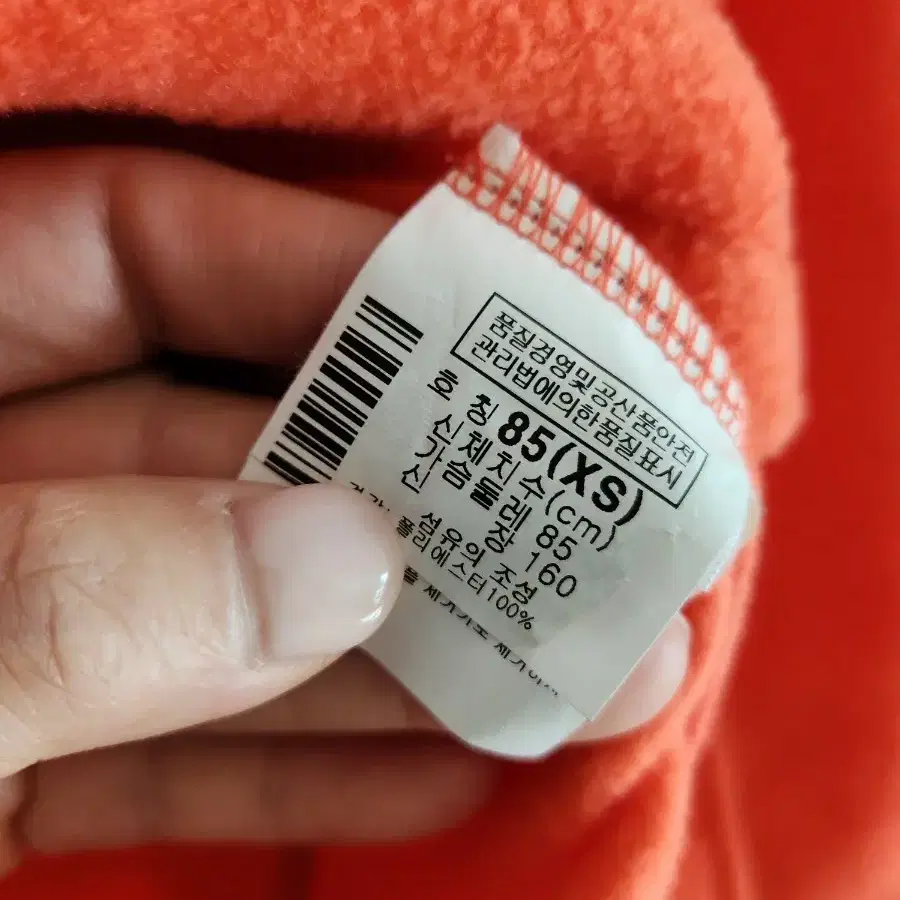 품질경영및공산품안전
관리법에의한품질표시
호 칭 85(XS)
신체치수(cm)
가슴둘레 85
신 장 160
섬유의 조성
폴리에스터100%